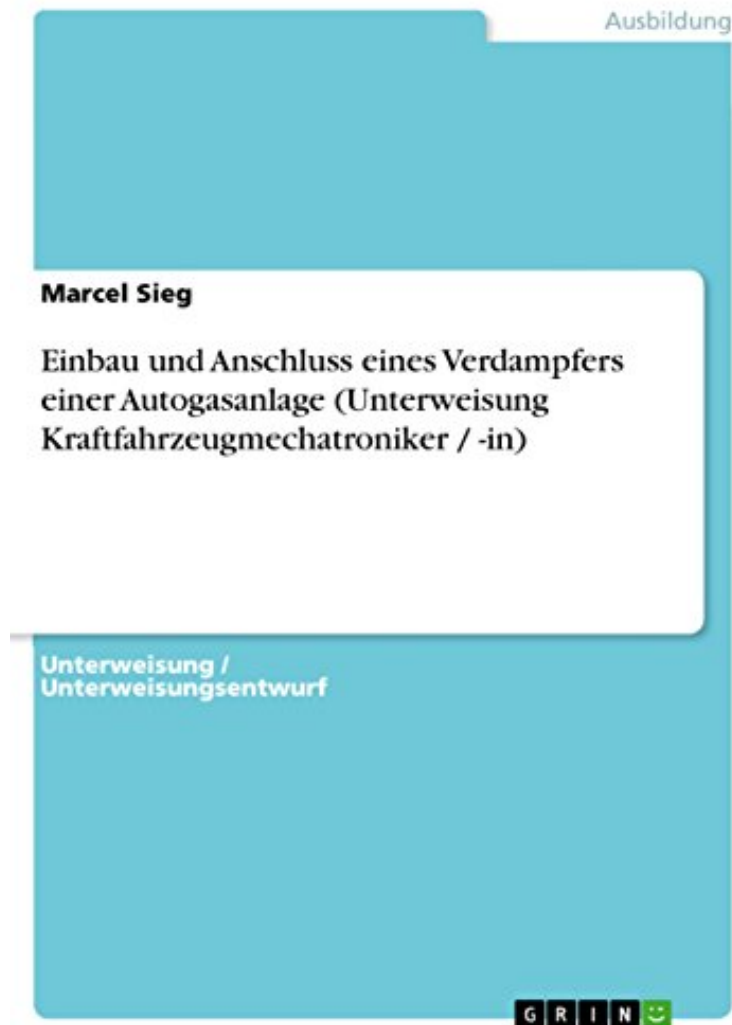 Ausbildung
Marcel Sieg
Einbau und Anschluss eines Verdampfers
einer Autogasanlage (Unterweisung
Kraftfahrzeugmechatroniker / -in)
Unterweisung /
Unterweisungsentwurf
GRIN